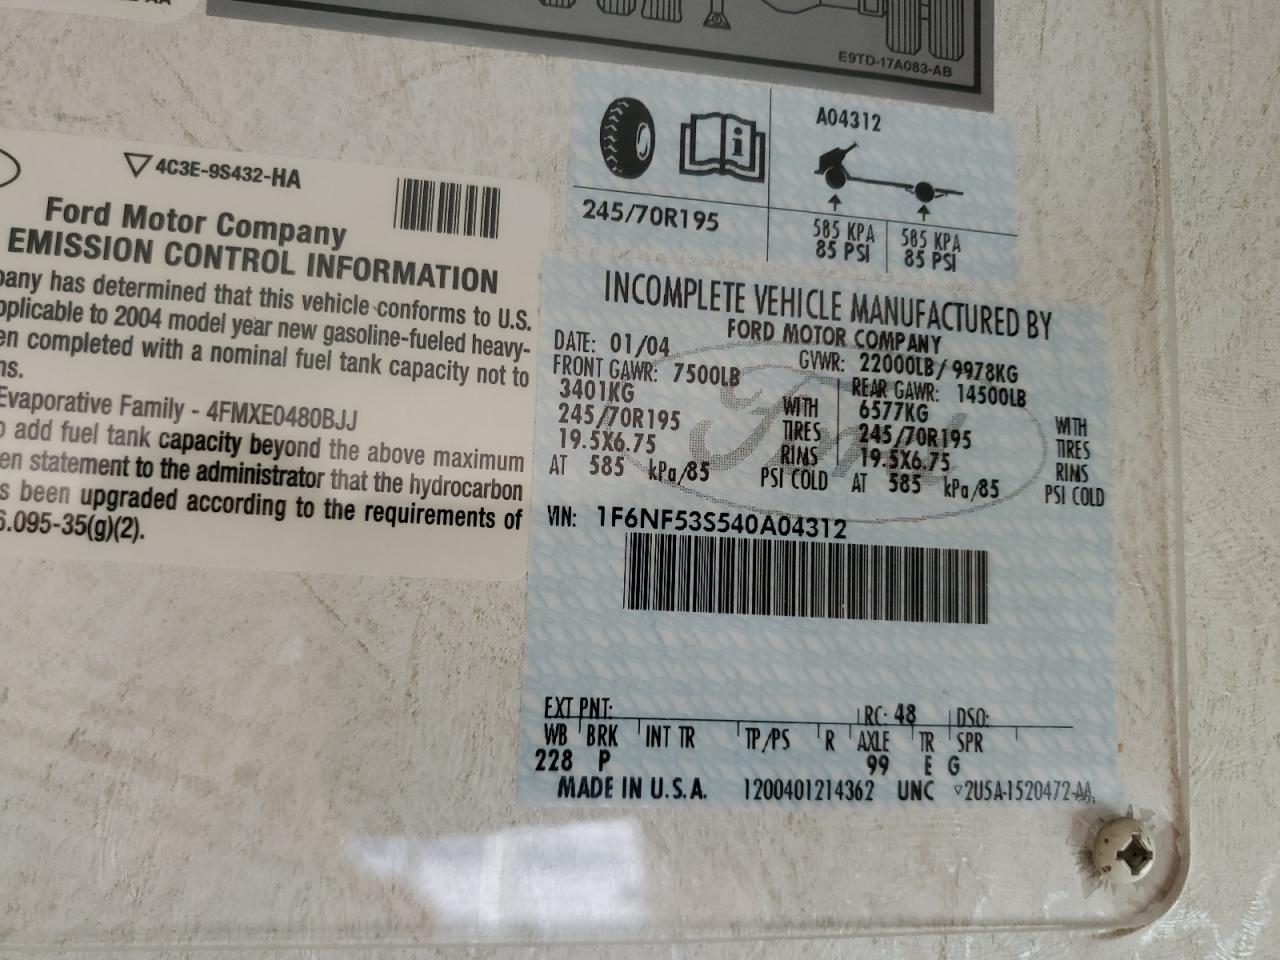 E9TD-17A083-AB
4C3E-9S432-HA
Ford Motor Company
EMISSION CONTROL INFORMATION
pany has determined that this vehicle conforms to U.S.
pplicable to 2004 model year new gasoline-fueled heavy-
en completed with a nominal fuel tank capacity not to
ns.
Evaporative Family - 4FMXE0480BJJ
o add fuel tank capacity beyond the above maximum
en statement to the administrator that the hydrocarbon
s been upgraded according to the requirements of
6.095-35(g)(2).
A04312
245/70R195
585 KPA 585 KPA
85 PSI 85 PSI
INCOMPLETE VEHICLE MANUFACTURED BY
FORD MOTOR COMPANY
DATE: 01/04 GVWR: 22000LB/ 9978KG
FRONT GAWR: 7500LB REAR GAWR: 14500LB
3401KG WITH 6577KG WITH
245/70R195 TIRES 245/70R195 TIRES
19.5X6.75 RIMS 19.5X6.75 RIMS
AT 585 kPa/85 PSI COLD AT 585 kPa/85 PSI COLD
Ford
VIN: 1F6NF53S540A04312
EXT PNT: RC: 48 DSO:
WB BRK INT TR TP/PS R AXLE TR SPR
228 P 99 E G
MADE IN U.S.A. 1200401214362 UNC 2U5A-1520472-AA